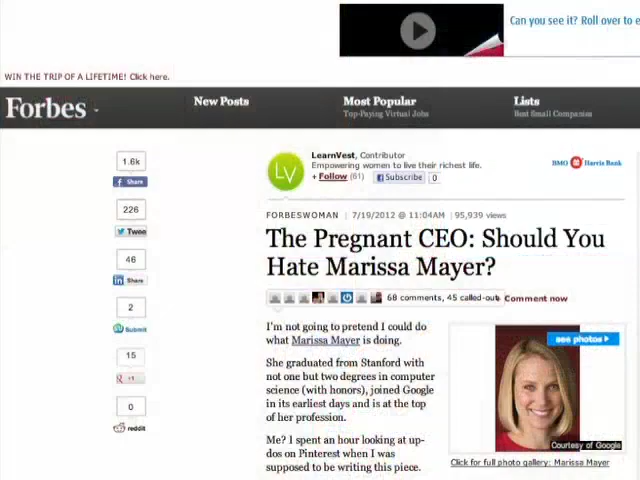 Can you see it? Roll over to e
WIN THE TRIP OF A LIFETIME! Click here.
Forbes
New Posts
Most Popular
Top-Paying Virtual Jobs
Lists
Best Small Companies
LearnVest, Contributor
Empowering women to live their richest life.
+ Follow (61) Subscribe 0
BMO Harris Bank
1.6k
Share
226
Twee
46
in Share
2
Submit
15
+1
0
reddit
FORBESWOMAN | 7/19/2012 @ 11:04AM | 95,939 views
The Pregnant CEO: Should You
Hate Marissa Mayer?
68 comments, 45 called-out Comment now
I'm not going to pretend I could do
what Marissa Mayer is doing.
She graduated from Stanford with
not one but two degrees in computer
science (with honors), joined Google
in its earliest days and is at the top
of her profession.
Me? I spent an hour looking at up-
dos on Pinterest when I was
supposed to be writing this piece.
see photos
Courtesy of Google
Click for full photo gallery: Marissa Mayer